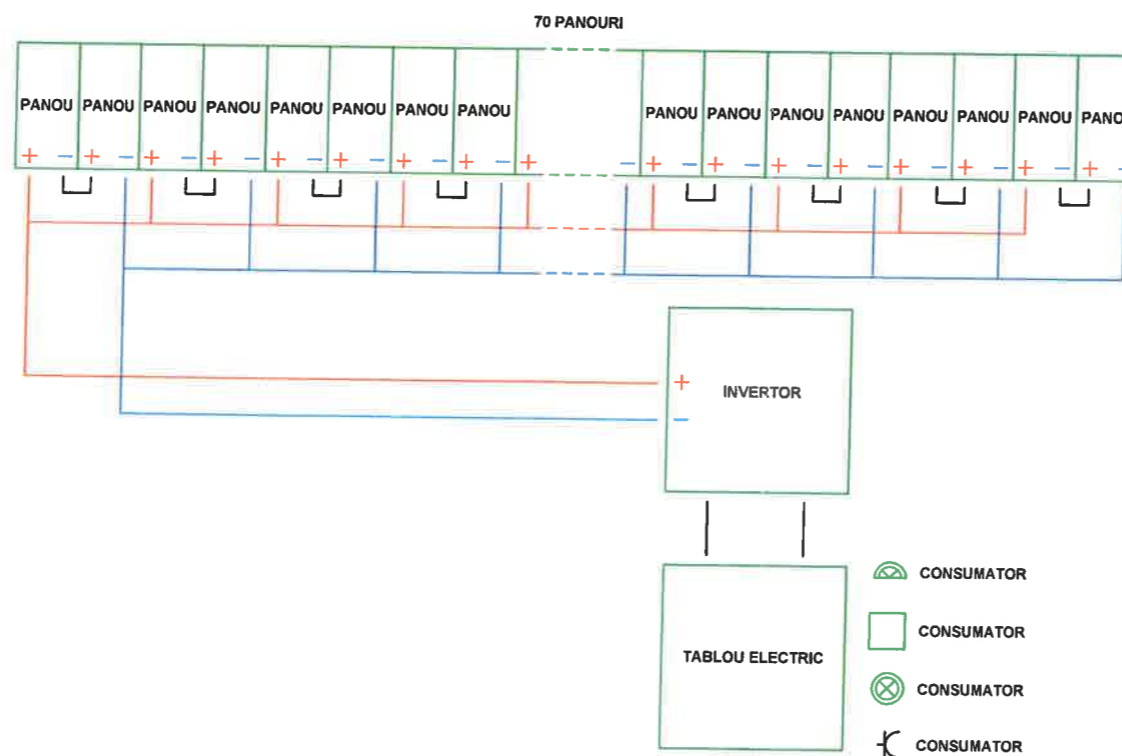 70 PANOURI
PANOU PANOU PANOU PANOU PANOU PANOU PANOU PANOU PANOU PANOU PANOU PANOU PANOU PANOU PANOU PANOU
+ − + − + − + − + − + − + − + − + − + − + − + − + − + − + − + − + −
+
INVERTOR
−
CONSUMATOR
CONSUMATOR
TABLOU ELECTRIC
CONSUMATOR
CONSUMATOR